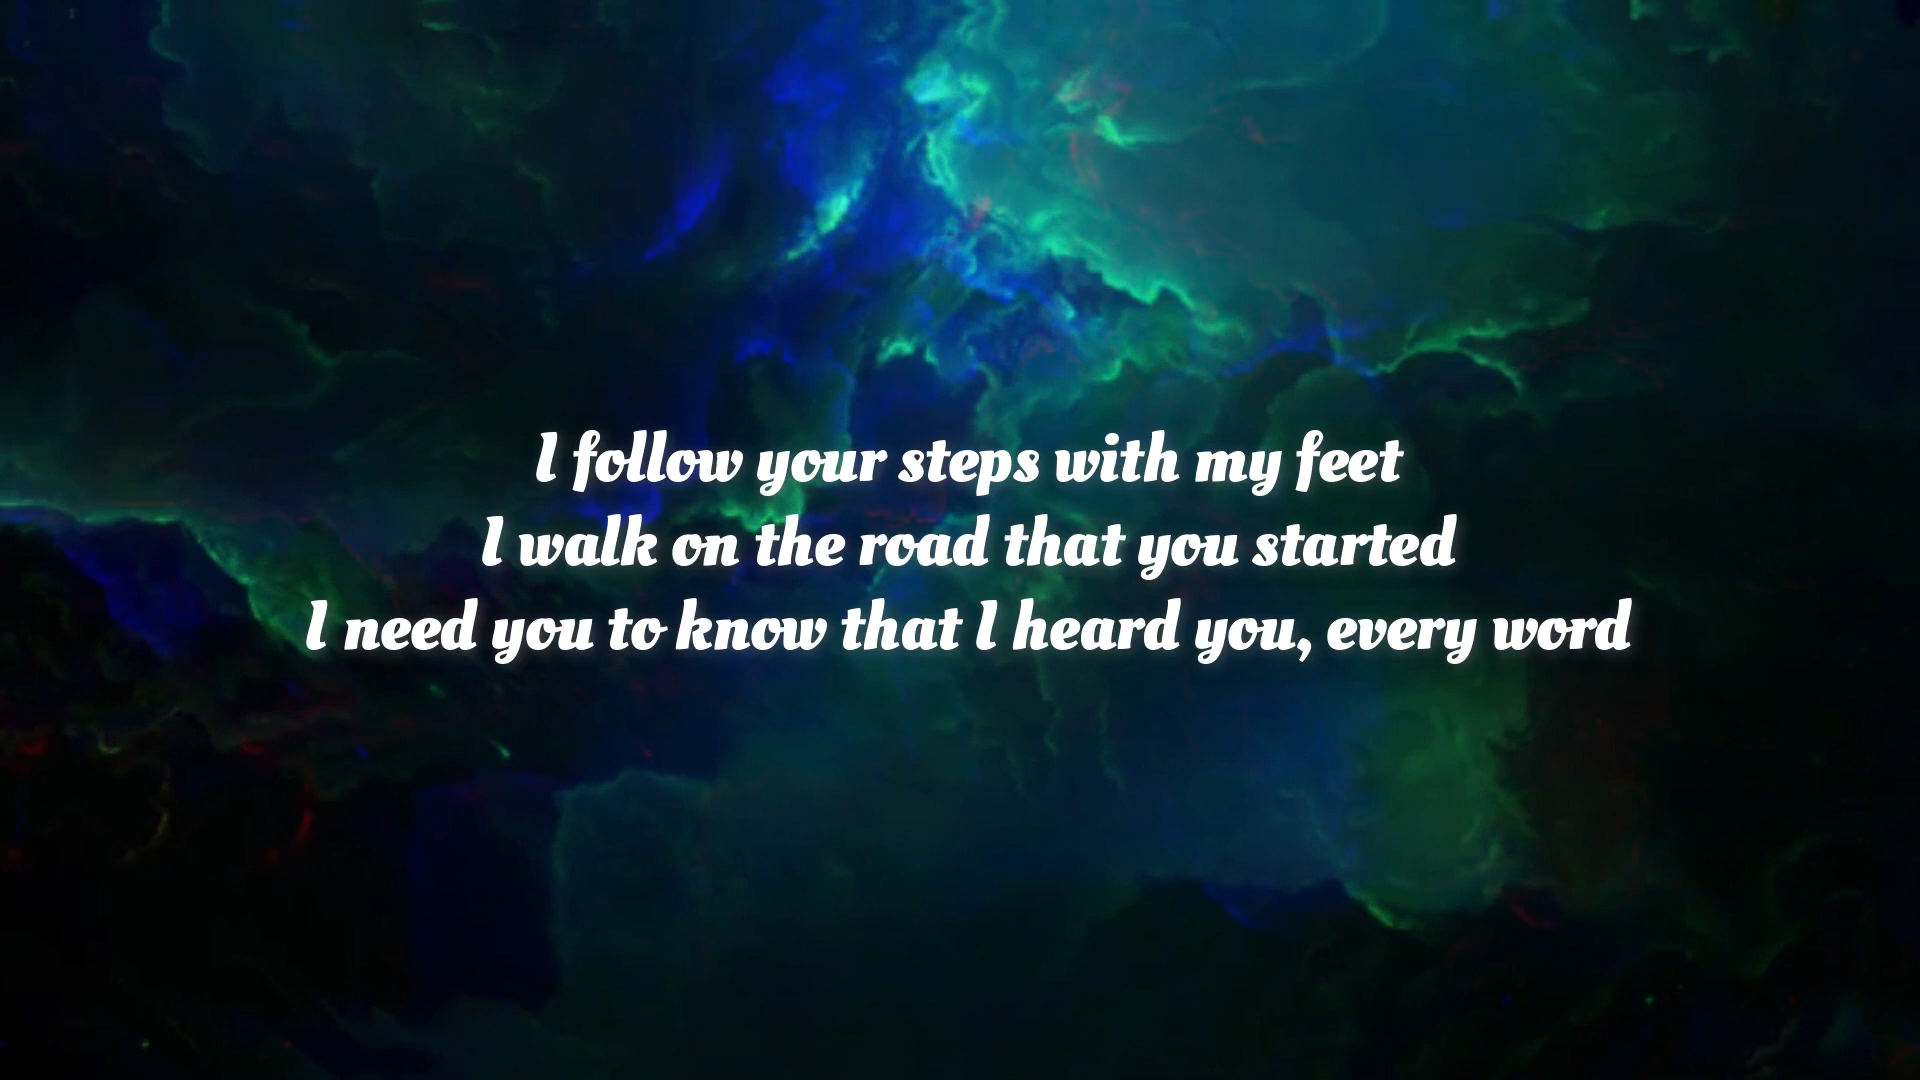 I follow your steps with my feet
I walk on the road that you started
I need you to know that I heard you, every word